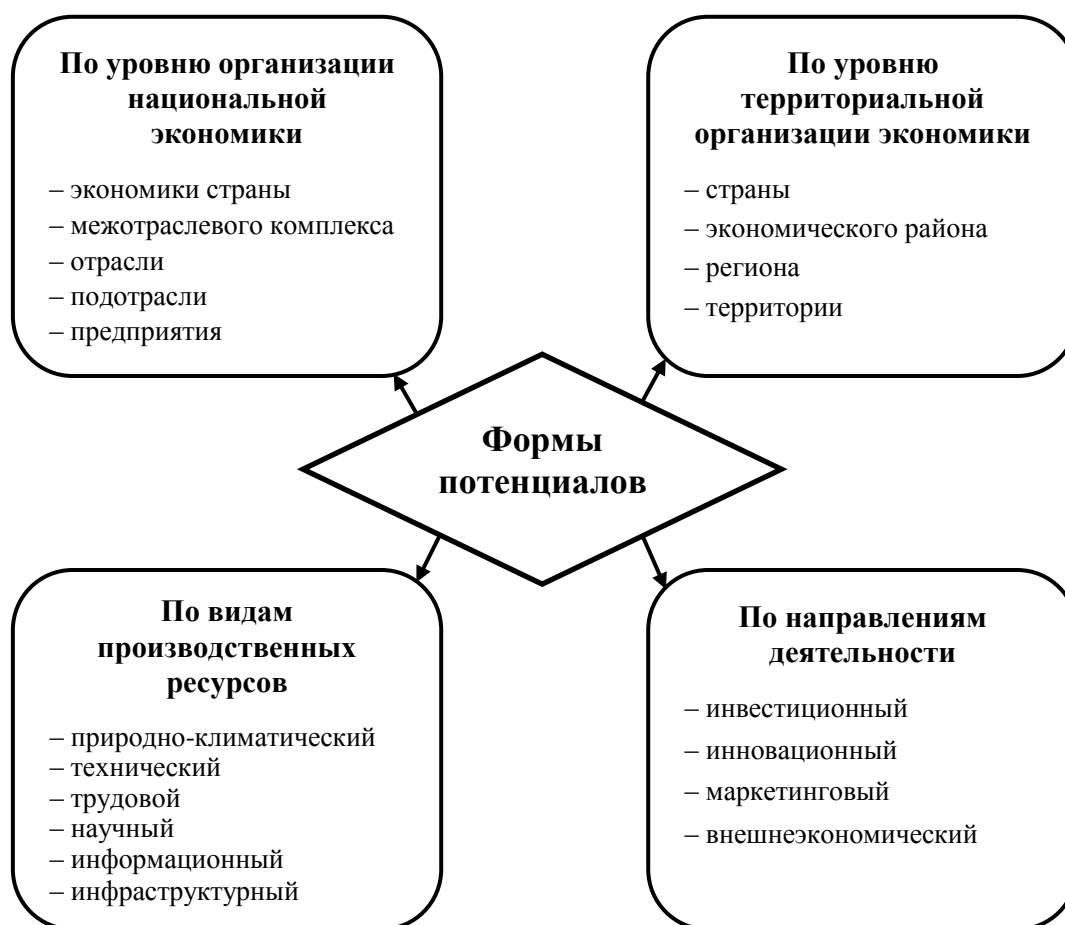 По уровню организации
национальной
экономики
– экономики страны
– межотраслевого комплекса
– отрасли
– подотрасли
– предприятия
По уровню
территориальной
организации экономики
– страны
– экономического района
– региона
– территории
Формы
потенциалов
По видам
производственных
ресурсов
– природно-климатический
– технический
– трудовой
– научный
– информационный
– инфраструктурный
По направлениям
деятельности
– инвестиционный
– инновационный
– маркетинговый
– внешнеэкономический